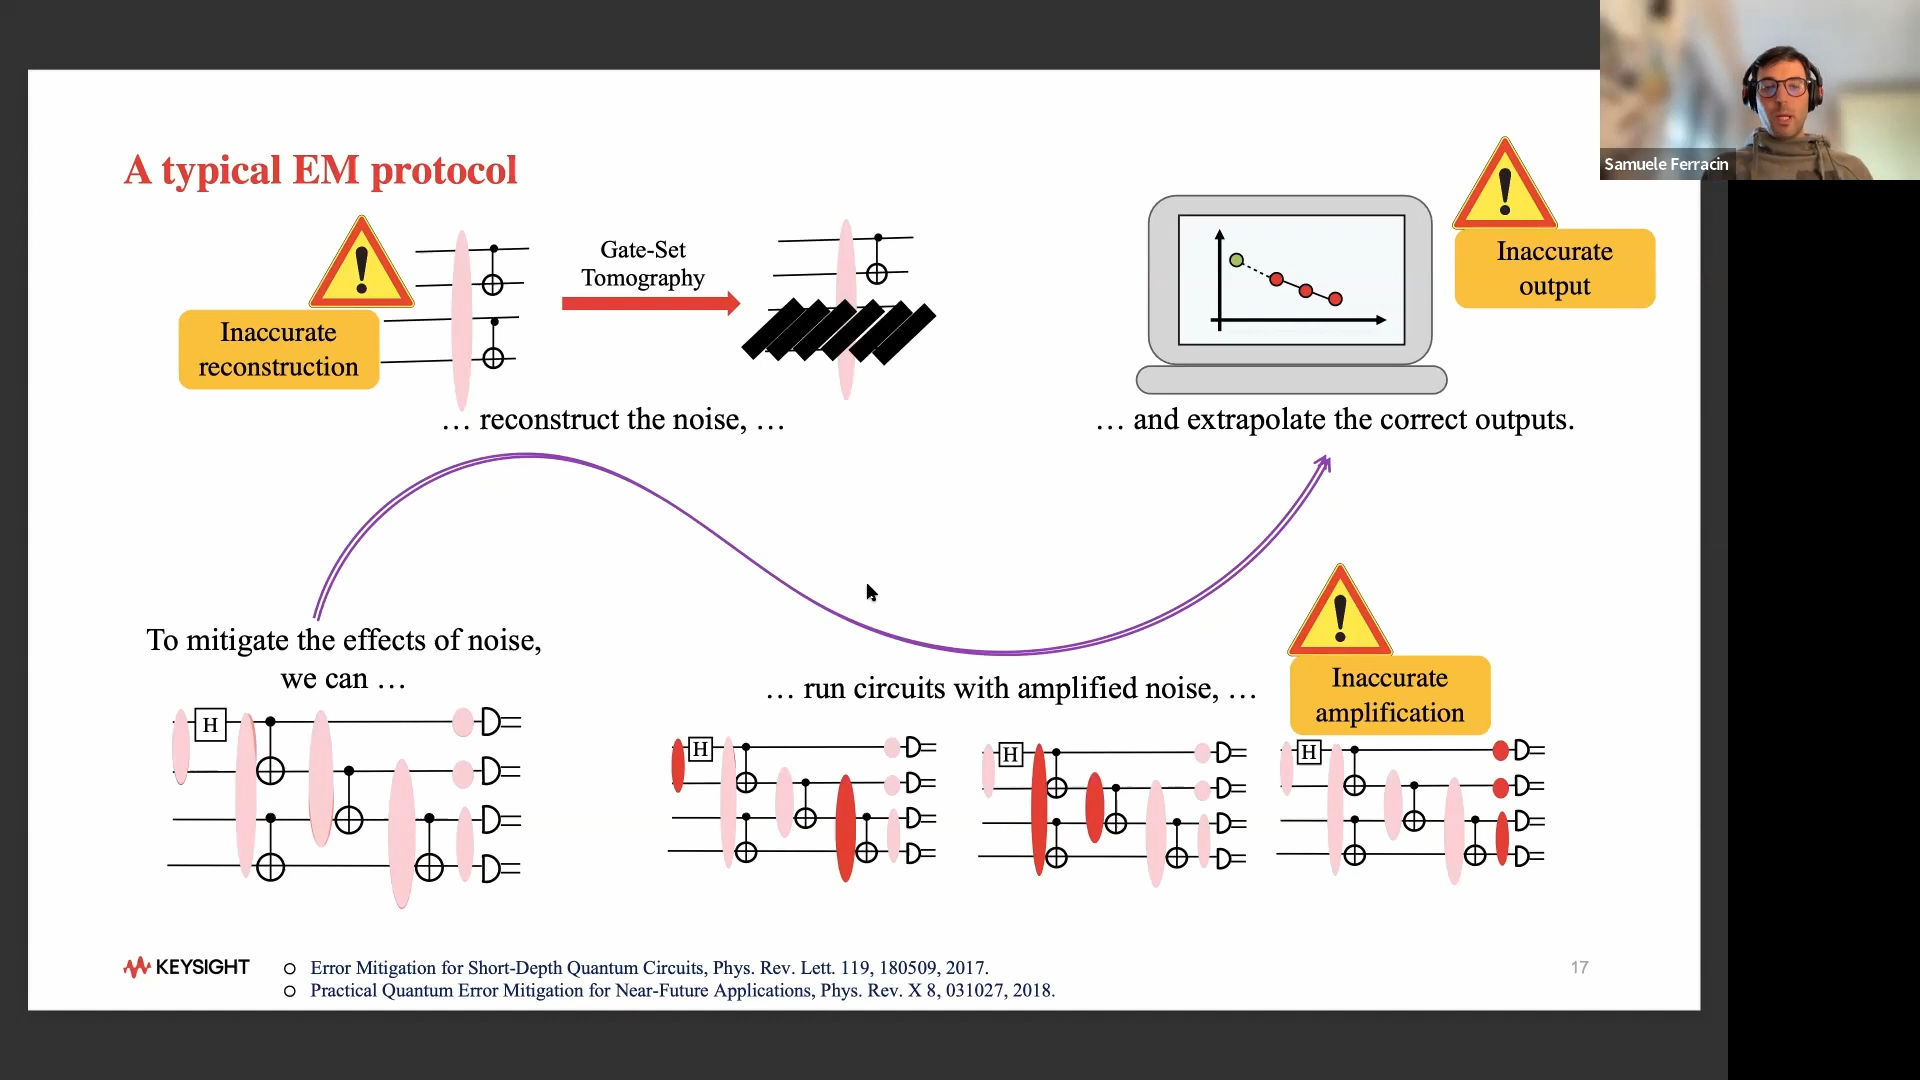 Samuele Ferracin
A typical EM protocol
Inaccurate
reconstruction
Gate-Set
Tomography
Inaccurate
output
… reconstruct the noise, …
… and extrapolate the correct outputs.
To mitigate the effects of noise,
we can …
… run circuits with amplified noise, …
Inaccurate
amplification
H
H
H
H
KEYSIGHT
Error Mitigation for Short-Depth Quantum Circuits, Phys. Rev. Lett. 119, 180509, 2017.
Practical Quantum Error Mitigation for Near-Future Applications, Phys. Rev. X 8, 031027, 2018.
17